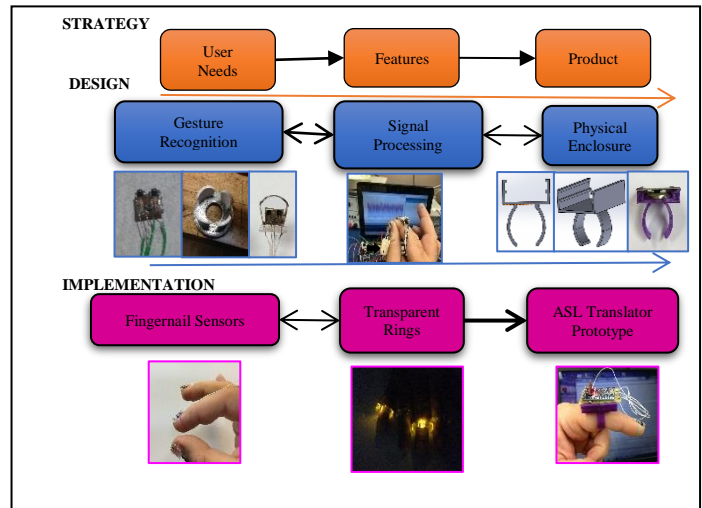 STRATEGY
User
Needs
Features
Product
DESIGN
Gesture
Recognition
Signal
Processing
Physical
Enclosure
IMPLEMENTATION
Fingernail Sensors
Transparent
Rings
ASL Translator
Prototype